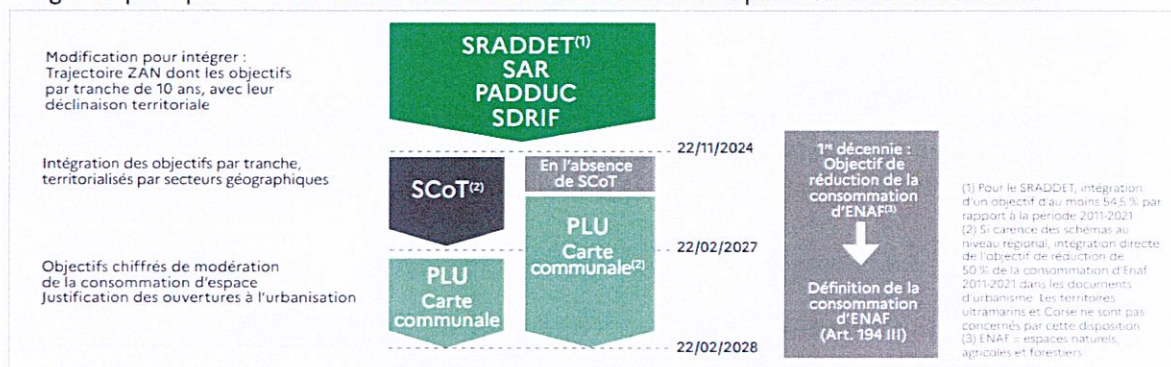 Modification pour intégrer :
Trajectoire ZAN dont les objectifs
par tranche de 10 ans, avec leur
déclinaison territoriale
SRADDET(1)
SAR
PADDUC
SDRIF
22/11/2024
Intégration des objectifs par tranche,
territorialisés par secteurs géographiques
SCoT(2)
En l'absence
de SCoT
PLU
Carte
communale(2)
22/02/2027
Objectifs chiffrés de modération
de la consommation d'espace
Justification des ouvertures à l'urbanisation
PLU
Carte
communale
22/02/2028
1re décennie :
Objectif de
réduction de la
consommation
d'ENAF(3)
Définition de la
consommation
d'ENAF
(Art. 194 III)
(1) Pour le SRADDET, intégration
d'un objectif d'au moins 54,5 % par
rapport à la période 2011-2021
(2) Si carence des schémas au
niveau régional, intégration directe
de l'objectif de réduction de
50 % de la consommation d'Enaf
2011-2021 dans les documents
d'urbanisme. Les territoires
ultramarins et Corse ne sont pas
concernés par cette disposition
(3) ENAF = espaces naturels,
agricoles et forestiers